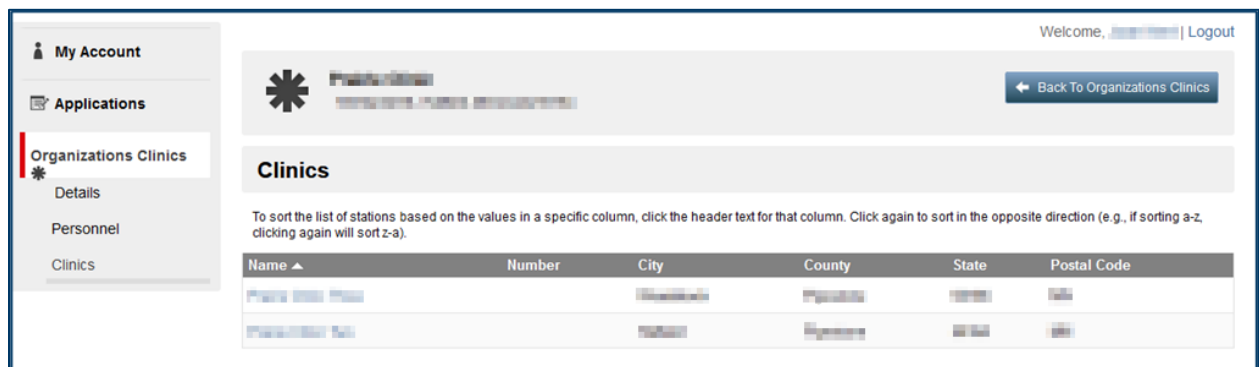 Welcome, | Logout
My Account
Applications
Organizations Clinics
Details
Personnel
Clinics
Back To Organizations Clinics
Clinics
To sort the list of stations based on the values in a specific column, click the header text for that column. Click again to sort in the opposite direction (e.g., if sorting a-z,
clicking again will sort z-a).
Name Number City County State Postal Code